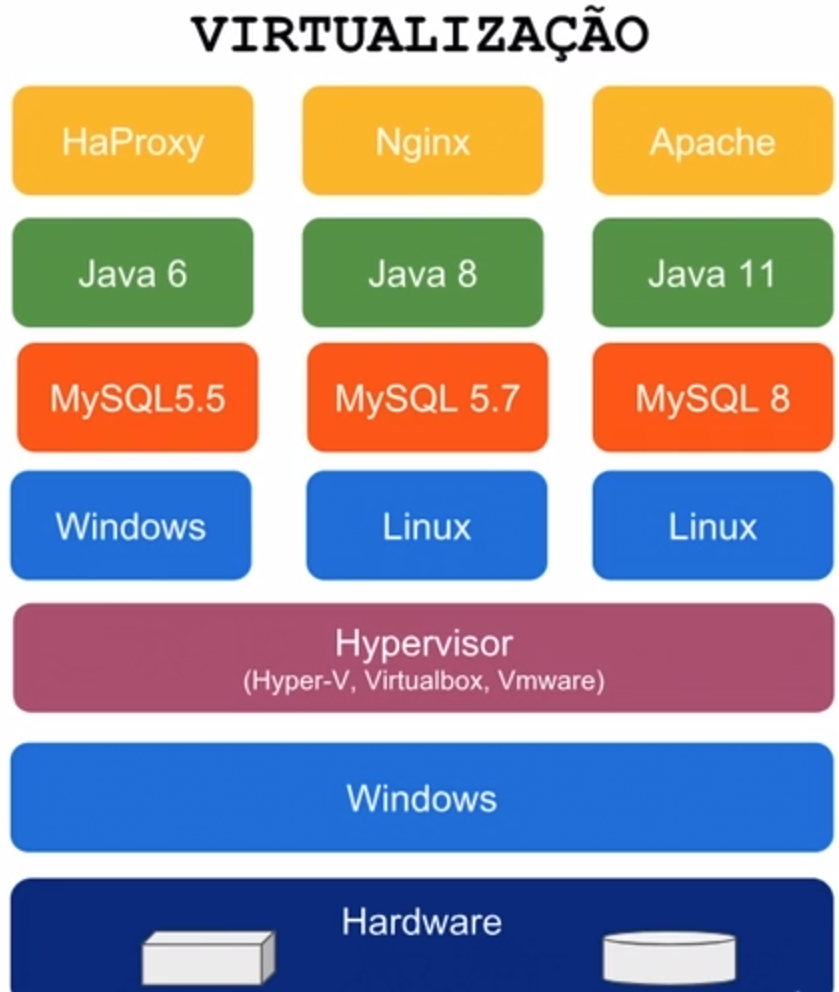 VIRTUALIZAÇÃO
HaProxy
Nginx
Apache
Java 6
Java 8
Java 11
MySQL5.5
MySQL 5.7
MySQL 8
Windows
Linux
Linux
Hypervisor
(Hyper-V, Virtualbox, Vmware)
Windows
Hardware